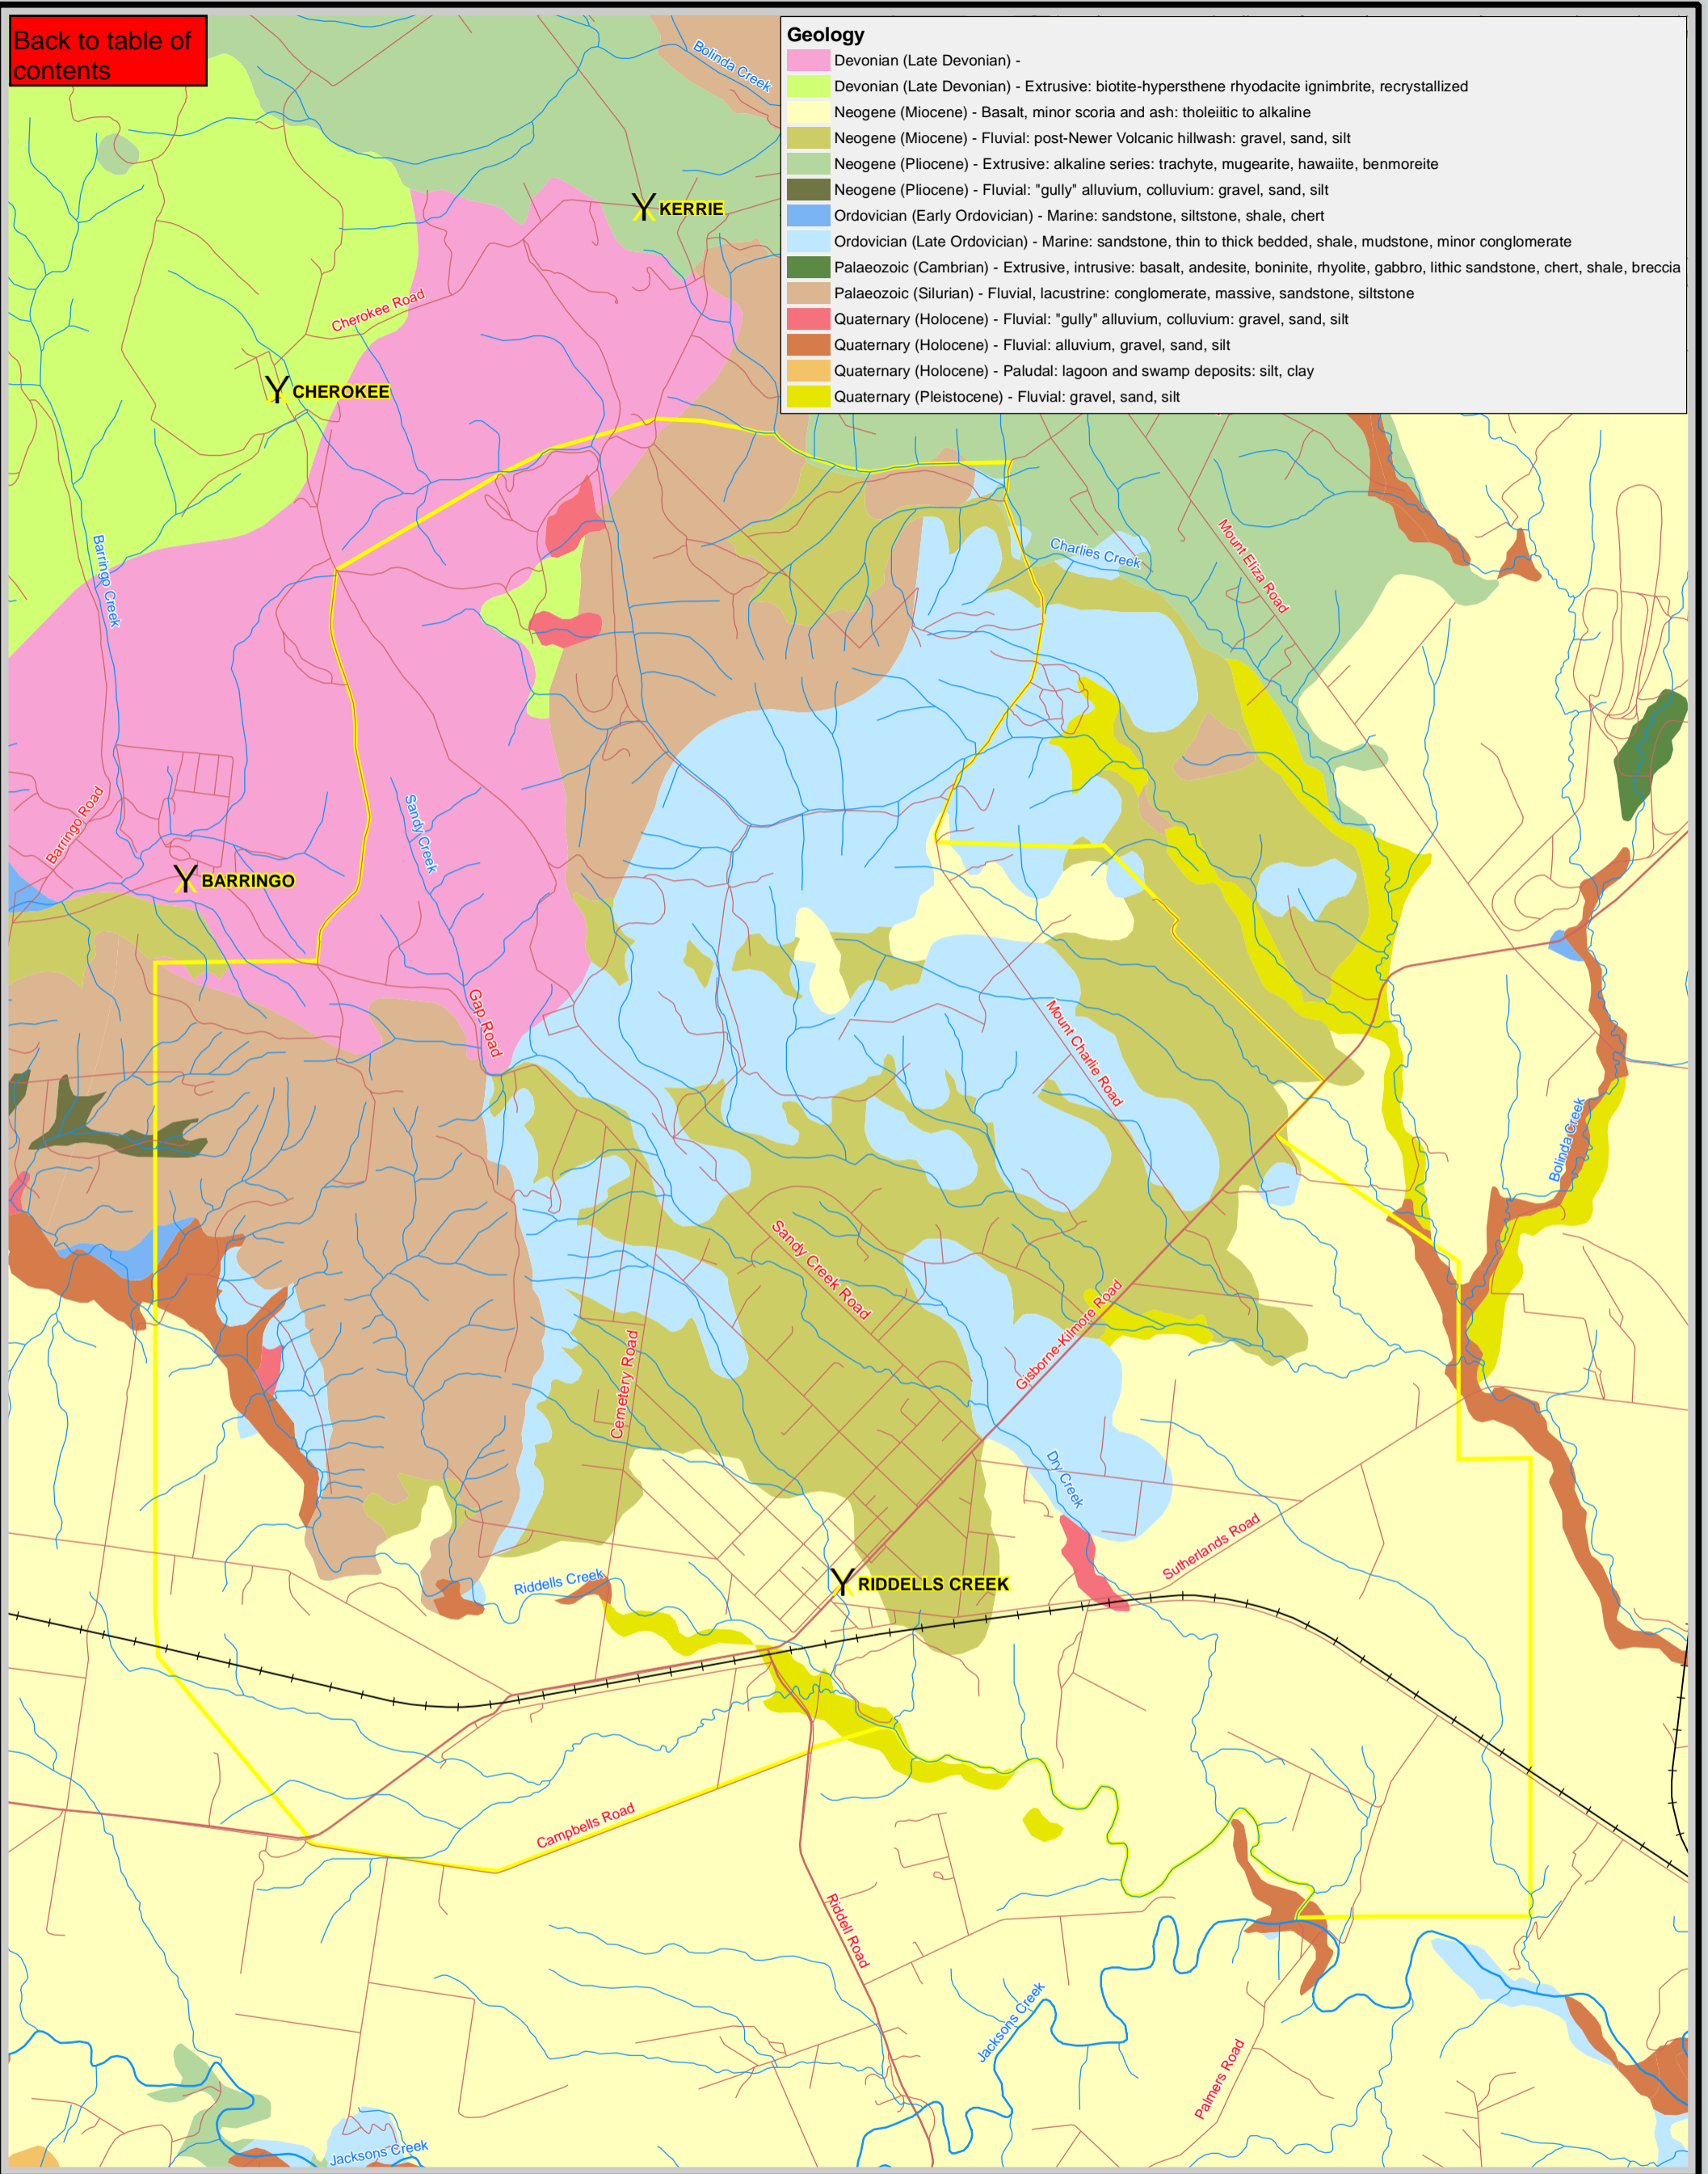 Back to table of
contents
Geology
Devonian (Late Devonian) -
Devonian (Late Devonian) - Extrusive: biotite-hypersthene rhyodacite ignimbrite, recrystallized
Neogene (Miocene) - Basalt, minor scoria and ash: tholeiitic to alkaline
Neogene (Miocene) - Fluvial: post-Newer Volcanic hillwash: gravel, sand, silt
Neogene (Pliocene) - Extrusive: alkaline series: trachyte, mugearite, hawaiite, benmoreite
Neogene (Pliocene) - Fluvial: "gully" alluvium, colluvium: gravel, sand, silt
Ordovician (Early Ordovician) - Marine: sandstone, siltstone, shale, chert
Ordovician (Late Ordovician) - Marine: sandstone, thin to thick bedded, shale, mudstone, minor conglomerate
Palaeozoic (Cambrian) - Extrusive, intrusive: basalt, andesite, boninite, rhyolite, gabbro, lithic sandstone, chert, shale, breccia
Palaeozoic (Silurian) - Fluvial, lacustrine: conglomerate, massive, sandstone, siltstone
Quaternary (Holocene) - Fluvial: "gully" alluvium, colluvium: gravel, sand, silt
Quaternary (Holocene) - Fluvial: alluvium, gravel, sand, silt
Quaternary (Holocene) - Paludal: lagoon and swamp deposits: silt, clay
Quaternary (Pleistocene) - Fluvial: gravel, sand, silt
Bolinda Creek
KERRIE
Cherokee Road
CHEROKEE
Barringo Creek
Charlies Creek
Mount Eliza Road
Barringo Road
Sandy Creek
BARRINGO
Gap Road
Mount Charlie Road
Bolinda Creek
Sandy Creek Road
Gisborne-Kilmore Road
Cemetery Road
Dry Creek
Sutherlands Road
Riddells Creek
RIDDELLS CREEK
Campbells Road
Riddell Road
Jacksons Creek
Palmers Road
Jacksons Creek